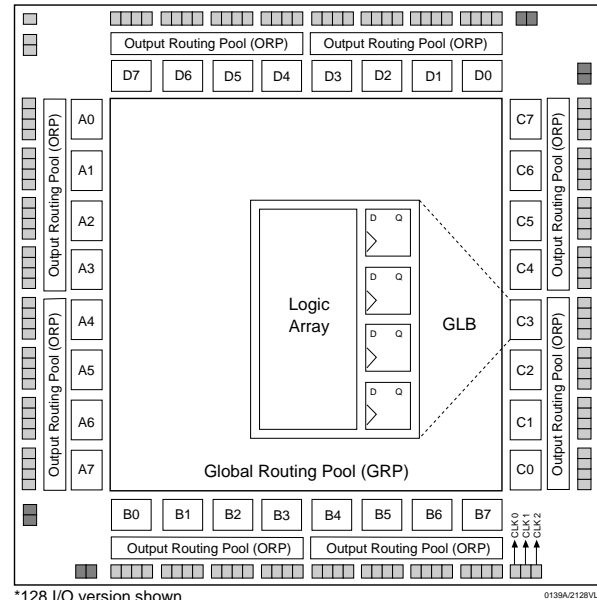 Output Routing Pool (ORP) Output Routing Pool (ORP)
D7 D6 D5 D4 D3 D2 D1 D0
Output Routing Pool (ORP)
Output Routing Pool (ORP)
A0
A1
A2
A3
A4
A5
A6
A7
Logic
Array
D Q
D Q
D Q
D Q
GLB
Global Routing Pool (GRP)
C7
C6
C5
C4
C3
C2
C1
C0
Output Routing Pool (ORP)
Output Routing Pool (ORP)
B0 B1 B2 B3 B4 B5 B6 B7
Output Routing Pool (ORP) Output Routing Pool (ORP)
CLK 0
CLK 1
CLK 2
*128 I/O version shown
0139A/2128VL